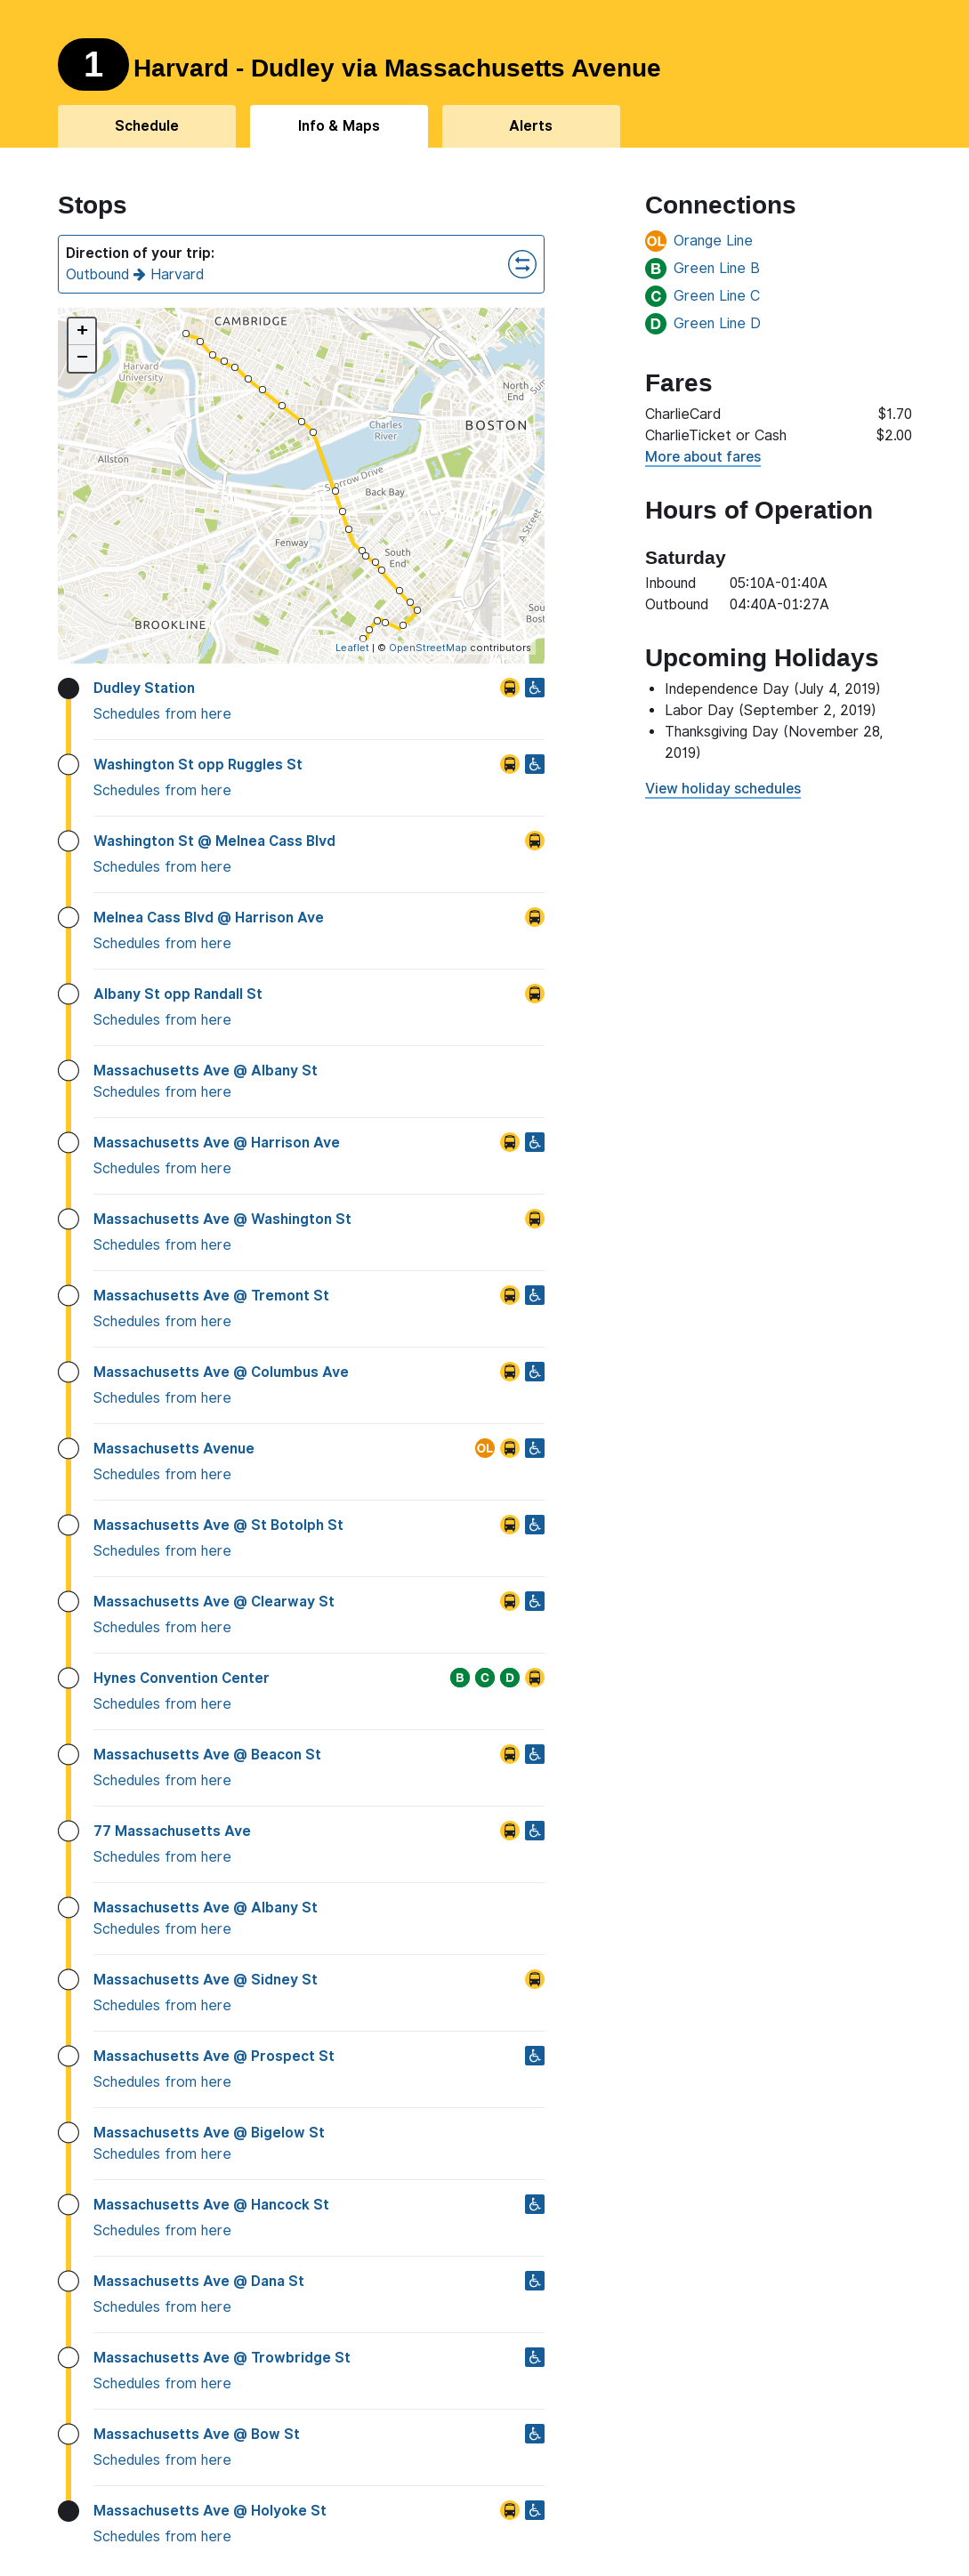 1 Harvard - Dudley via Massachusetts Avenue
Schedule
Info & Maps
Alerts
Stops
Direction of your trip:
Outbound → Harvard
+
−
CAMBRIDGE
Harvard
University
North
End
BOSTON
Charles
River
Allston
Storrow Drive
Back Bay
A Street
Fenway
South
End
BROOKLINE
Leaflet | © OpenStreetMap contributors
Dudley Station
Schedules from here
Washington St opp Ruggles St
Schedules from here
Washington St @ Melnea Cass Blvd
Schedules from here
Melnea Cass Blvd @ Harrison Ave
Schedules from here
Albany St opp Randall St
Schedules from here
Massachusetts Ave @ Albany St
Schedules from here
Massachusetts Ave @ Harrison Ave
Schedules from here
Massachusetts Ave @ Washington St
Schedules from here
Massachusetts Ave @ Tremont St
Schedules from here
Massachusetts Ave @ Columbus Ave
Schedules from here
Massachusetts Avenue OL
Schedules from here
Massachusetts Ave @ St Botolph St
Schedules from here
Massachusetts Ave @ Clearway St
Schedules from here
Hynes Convention Center B C D
Schedules from here
Massachusetts Ave @ Beacon St
Schedules from here
77 Massachusetts Ave
Schedules from here
Massachusetts Ave @ Albany St
Schedules from here
Massachusetts Ave @ Sidney St
Schedules from here
Massachusetts Ave @ Prospect St
Schedules from here
Massachusetts Ave @ Bigelow St
Schedules from here
Massachusetts Ave @ Hancock St
Schedules from here
Massachusetts Ave @ Dana St
Schedules from here
Massachusetts Ave @ Trowbridge St
Schedules from here
Massachusetts Ave @ Bow St
Schedules from here
Massachusetts Ave @ Holyoke St
Schedules from here
Connections
OL Orange Line
B Green Line B
C Green Line C
D Green Line D
Fares
CharlieCard $1.70
CharlieTicket or Cash $2.00
More about fares
Hours of Operation
Saturday
Inbound 05:10A-01:40A
Outbound 04:40A-01:27A
Upcoming Holidays
• Independence Day (July 4, 2019)
• Labor Day (September 2, 2019)
• Thanksgiving Day (November 28,
2019)
View holiday schedules